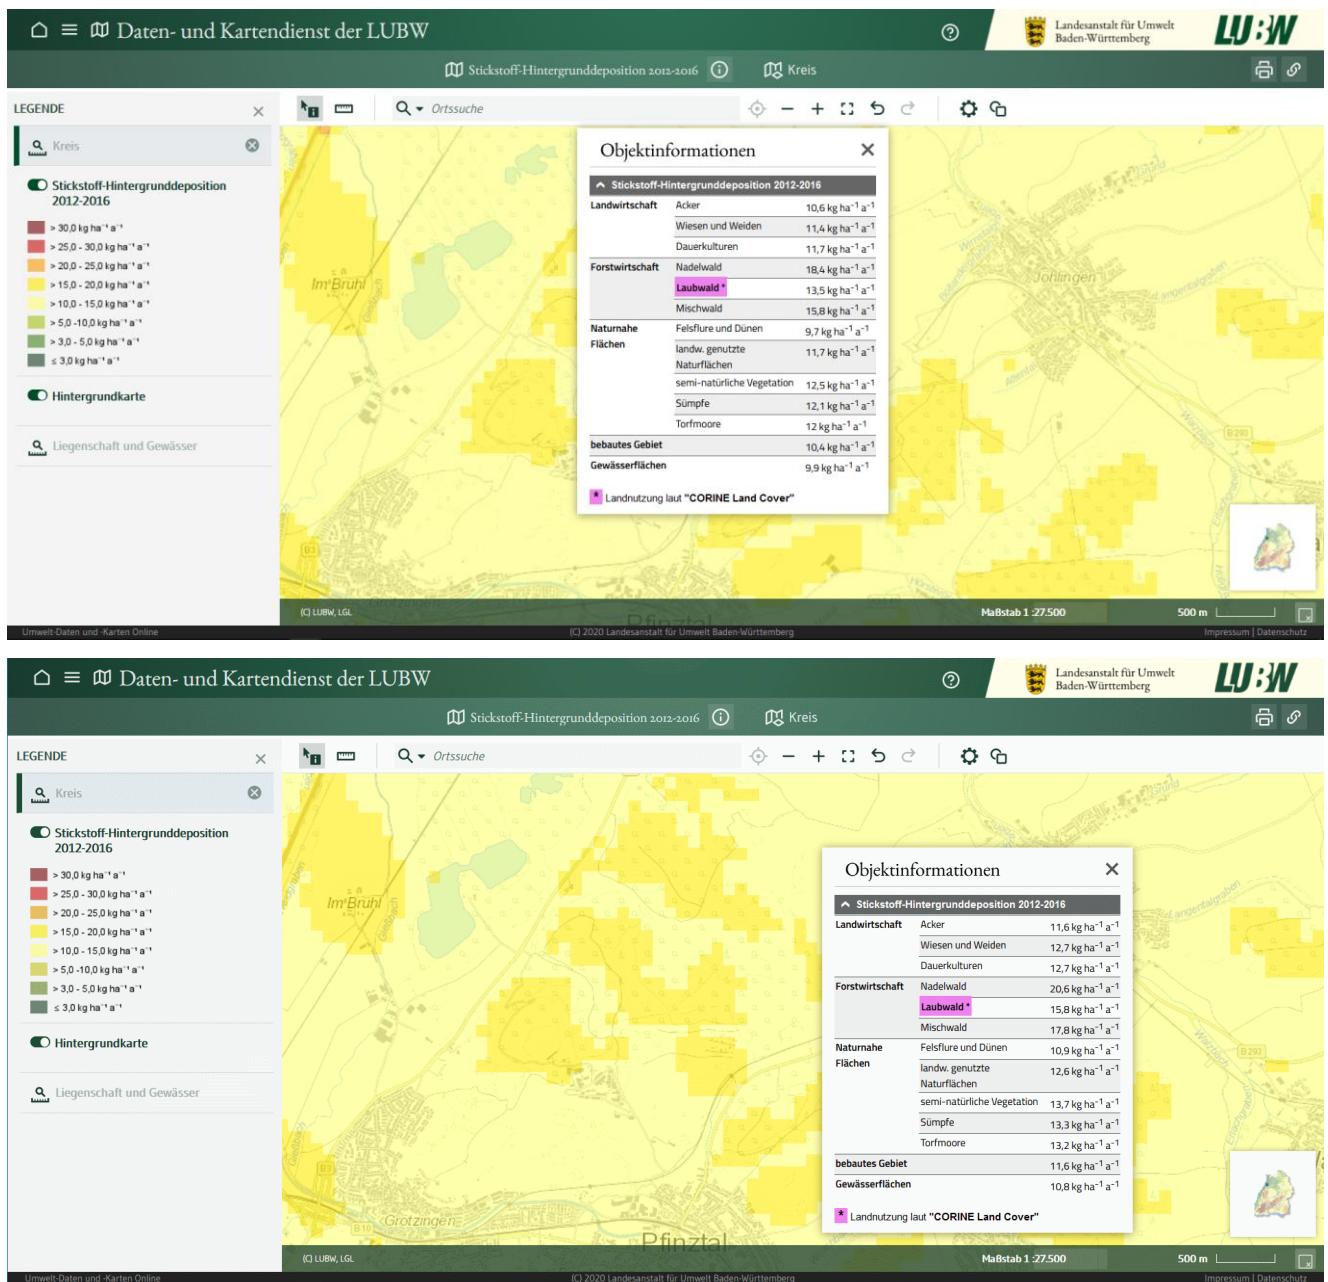 Daten- und Kartendienst der LUBW
Landesanstalt für Umwelt
Baden-Württemberg
LUBW
Stickstoff-Hintergrunddeposition 2012-2016
Kreis
LEGENDE
Ortssuche
Kreis
Stickstoff-Hintergrunddeposition
2012-2016
> 30,0 kg ha⁻¹ a⁻¹
> 25,0 - 30,0 kg ha⁻¹ a⁻¹
> 20,0 - 25,0 kg ha⁻¹ a⁻¹
> 15,0 - 20,0 kg ha⁻¹ a⁻¹
> 10,0 - 15,0 kg ha⁻¹ a⁻¹
> 5,0 -10,0 kg ha⁻¹ a⁻¹
> 3,0 - 5,0 kg ha⁻¹ a⁻¹
≤ 3,0 kg ha⁻¹ a⁻¹
Hintergrundkarte
Liegenschaft und Gewässer
Objektinformationen
Stickstoff-Hintergrunddeposition 2012-2016
Landwirtschaft Acker 10,6 kg ha⁻¹ a⁻¹
Wiesen und Weiden 11,4 kg ha⁻¹ a⁻¹
Dauerkulturen 11,7 kg ha⁻¹ a⁻¹
Forstwirtschaft Nadelwald 18,4 kg ha⁻¹ a⁻¹
Laubwald * 13,5 kg ha⁻¹ a⁻¹
Mischwald 15,8 kg ha⁻¹ a⁻¹
Naturnahe Felsflure und Dünen 9,7 kg ha⁻¹ a⁻¹
Flächen landw. genutzte 11,7 kg ha⁻¹ a⁻¹
Naturflächen
semi-natürliche Vegetation 12,5 kg ha⁻¹ a⁻¹
Sümpfe 12,1 kg ha⁻¹ a⁻¹
Torfmoore 12 kg ha⁻¹ a⁻¹
bebautes Gebiet 10,4 kg ha⁻¹ a⁻¹
Gewässerflächen 9,9 kg ha⁻¹ a⁻¹
* Landnutzung laut "CORINE Land Cover"
Im Brühl
Jöhlingen
B 293
B3
Grötzingen
Pfinztal
(C) LUBW, LGL
Maßstab 1 :27.500
500 m
Umwelt-Daten und -Karten Online
(C) 2020 Landesanstalt für Umwelt Baden-Württemberg
Impressum | Datenschutz
Daten- und Kartendienst der LUBW
Landesanstalt für Umwelt
Baden-Württemberg
LUBW
Stickstoff-Hintergrunddeposition 2012-2016
Kreis
LEGENDE
Ortssuche
Kreis
Stickstoff-Hintergrunddeposition
2012-2016
> 30,0 kg ha⁻¹ a⁻¹
> 25,0 - 30,0 kg ha⁻¹ a⁻¹
> 20,0 - 25,0 kg ha⁻¹ a⁻¹
> 15,0 - 20,0 kg ha⁻¹ a⁻¹
> 10,0 - 15,0 kg ha⁻¹ a⁻¹
> 5,0 -10,0 kg ha⁻¹ a⁻¹
> 3,0 - 5,0 kg ha⁻¹ a⁻¹
≤ 3,0 kg ha⁻¹ a⁻¹
Hintergrundkarte
Liegenschaft und Gewässer
Objektinformationen
Stickstoff-Hintergrunddeposition 2012-2016
Landwirtschaft Acker 11,6 kg ha⁻¹ a⁻¹
Wiesen und Weiden 12,7 kg ha⁻¹ a⁻¹
Dauerkulturen 12,7 kg ha⁻¹ a⁻¹
Forstwirtschaft Nadelwald 20,6 kg ha⁻¹ a⁻¹
Laubwald * 15,8 kg ha⁻¹ a⁻¹
Mischwald 17,8 kg ha⁻¹ a⁻¹
Naturnahe Felsflure und Dünen 10,9 kg ha⁻¹ a⁻¹
Flächen landw. genutzte 12,6 kg ha⁻¹ a⁻¹
Naturflächen
semi-natürliche Vegetation 13,7 kg ha⁻¹ a⁻¹
Sümpfe 13,3 kg ha⁻¹ a⁻¹
Torfmoore 13,2 kg ha⁻¹ a⁻¹
bebautes Gebiet 11,6 kg ha⁻¹ a⁻¹
Gewässerflächen 10,8 kg ha⁻¹ a⁻¹
* Landnutzung laut "CORINE Land Cover"
Im Brühl
B 293
B3
B10
Grötzingen
Pfinztal
(C) LUBW, LGL
Maßstab 1 :27.500
500 m
Umwelt-Daten und -Karten Online
(C) 2020 Landesanstalt für Umwelt Baden-Württemberg
Impressum | Datenschutz